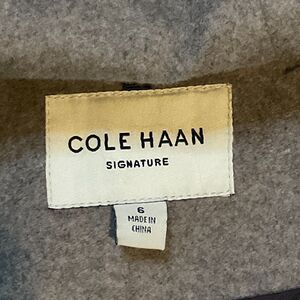 COLE HAAN
SIGNATURE
6
MADE IN
CHINA